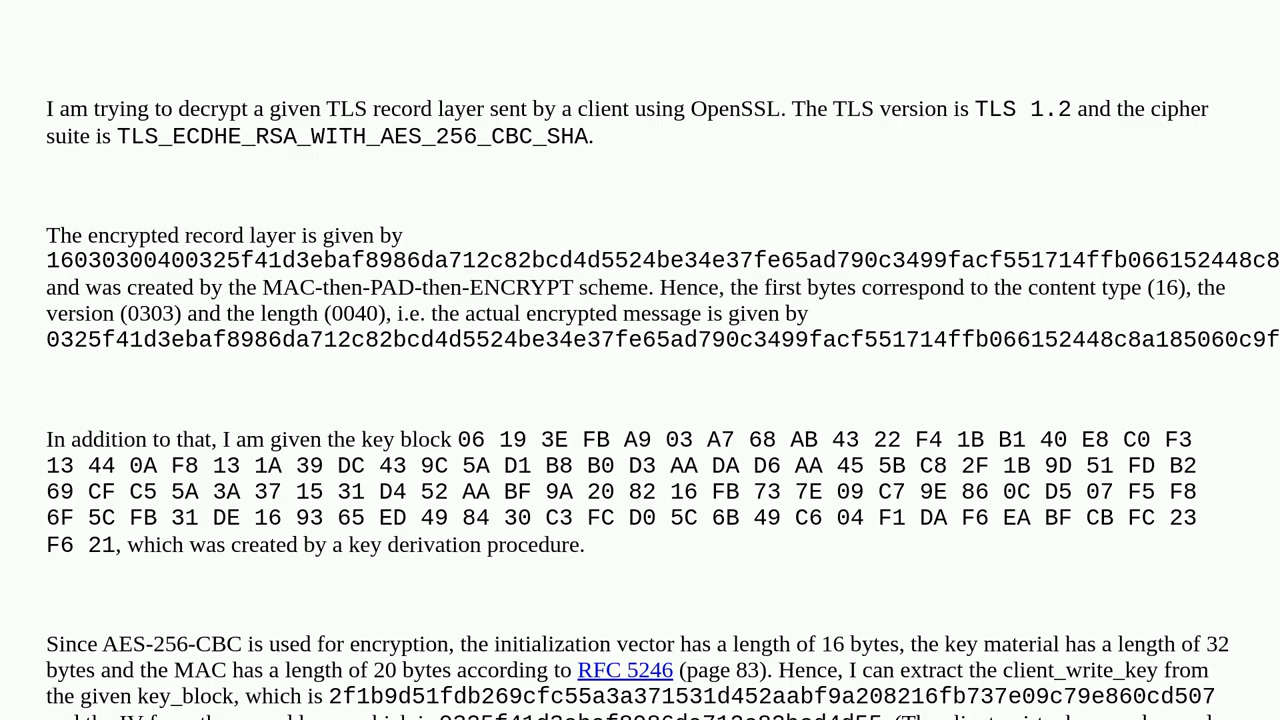 I am trying to decrypt a given TLS record layer sent by a client using OpenSSL. The TLS version is TLS 1.2 and the cipher
suite is TLS_ECDHE_RSA_WITH_AES_256_CBC_SHA.
The encrypted record layer is given by
16030300400325f41d3ebaf8986da712c82bcd4d5524be34e37fe65ad790c3499facf551714ffb066152448c8
and was created by the MAC-then-PAD-then-ENCRYPT scheme. Hence, the first bytes correspond to the content type (16), the
version (0303) and the length (0040), i.e. the actual encrypted message is given by
0325f41d3ebaf8986da712c82bcd4d5524be34e37fe65ad790c3499facf551714ffb066152448c8a185060c9f
In addition to that, I am given the key block 06 19 3E FB A9 03 A7 68 AB 43 22 F4 1B B1 40 E8 C0 F3
13 44 0A F8 13 1A 39 DC 43 9C 5A D1 B8 B0 D3 AA DA D6 AA 45 5B C8 2F 1B 9D 51 FD B2
69 CF C5 5A 3A 37 15 31 D4 52 AA BF 9A 20 82 16 FB 73 7E 09 C7 9E 86 0C D5 07 F5 F8
6F 5C FB 31 DE 16 93 65 ED 49 84 30 C3 FC D0 5C 6B 49 C6 04 F1 DA F6 EA BF CB FC 23
F6 21, which was created by a key derivation procedure.
Since AES-256-CBC is used for encryption, the initialization vector has a length of 16 bytes, the key material has a length of 32
bytes and the MAC has a length of 20 bytes according to RFC 5246 (page 83). Hence, I can extract the client_write_key from
the given key_block, which is 2f1b9d51fdb269cfc55a3a371531d452aabf9a208216fb737e09c79e860cd507